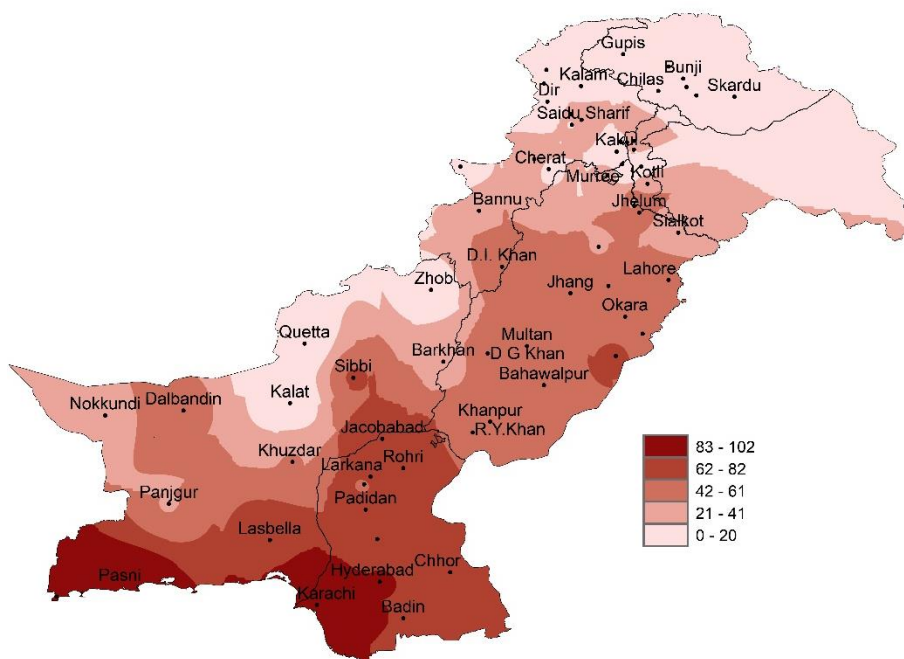 Gupis
Bunji
Kalam
Chilas
Skardu
Dir
Saidu Sharif
Kakul
Cherat
Murree
Kotli
Bannu
Jhelum
Sialkot
D.I. Khan
Lahore
Zhob
Jhang
Okara
Quetta
Multan
Barkhan
D G Khan
Sibbi
Bahawalpur
Kalat
Dalbandin
Nokkundi
Khanpur
Jacobabad
R.Y.Khan
83 - 102
Khuzdar
Rohri
62 - 82
Larkana
42 - 61
Panjgur
Padidan
21 - 41
Lasbella
0 - 20
Chhor
Pasni
Hyderabad
Karachi
Badin